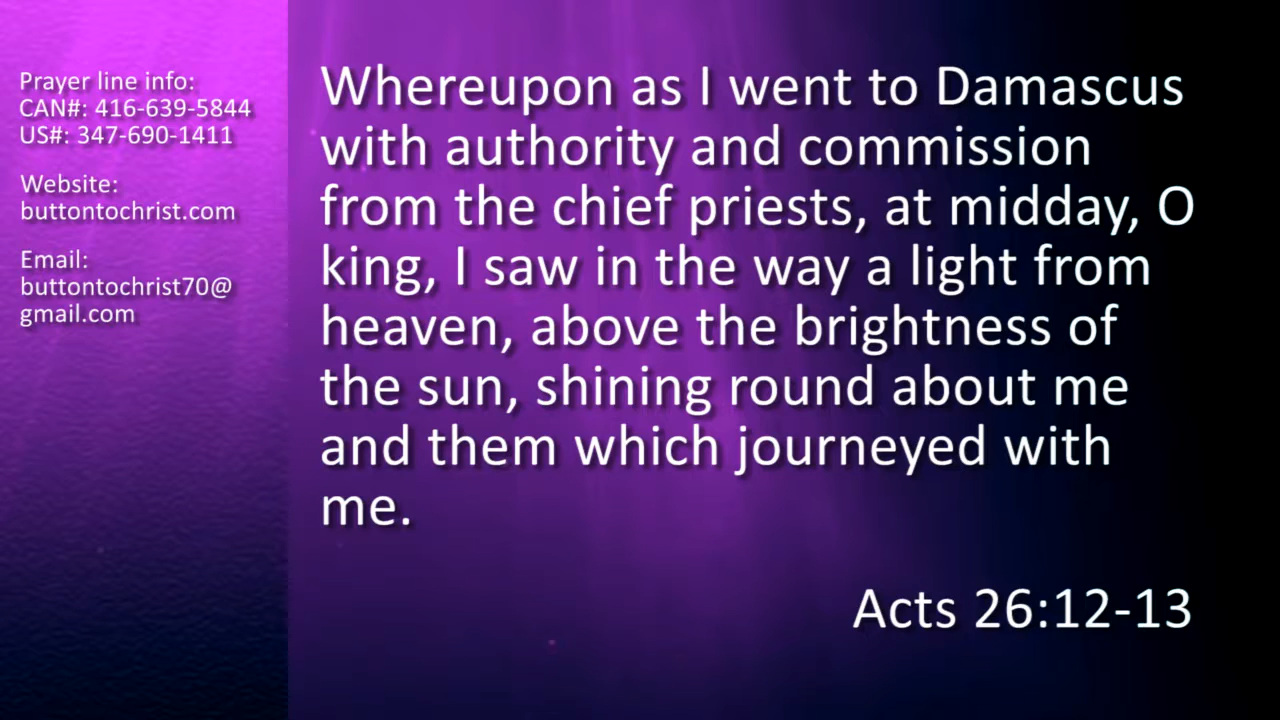 Prayer line info:
CAN#: 416-639-5844
US#: 347-690-1411
Website:
buttontochrist.com
Email:
buttontochrist70@
gmail.com
Whereupon as I went to Damascus
with authority and commission
from the chief priests, at midday, O
king, I saw in the way a light from
heaven, above the brightness of
the sun, shining round about me
and them which journeyed with
me.
Acts 26:12-13